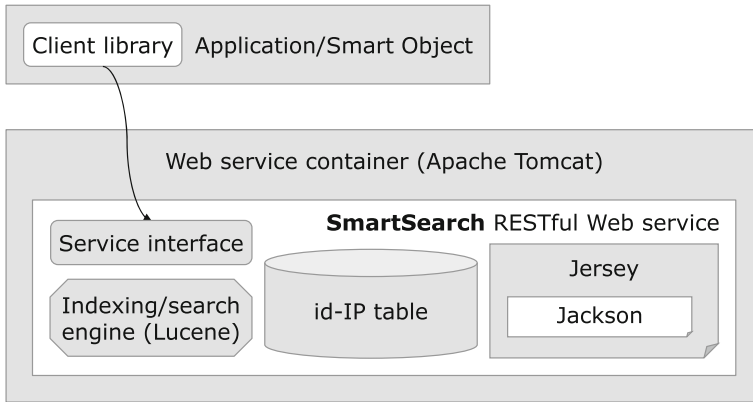 Client library
Application/Smart Object
Web service container (Apache Tomcat)
SmartSearch RESTful Web service
Service interface
Indexing/search
engine (Lucene)
id-IP table
Jersey
Jackson